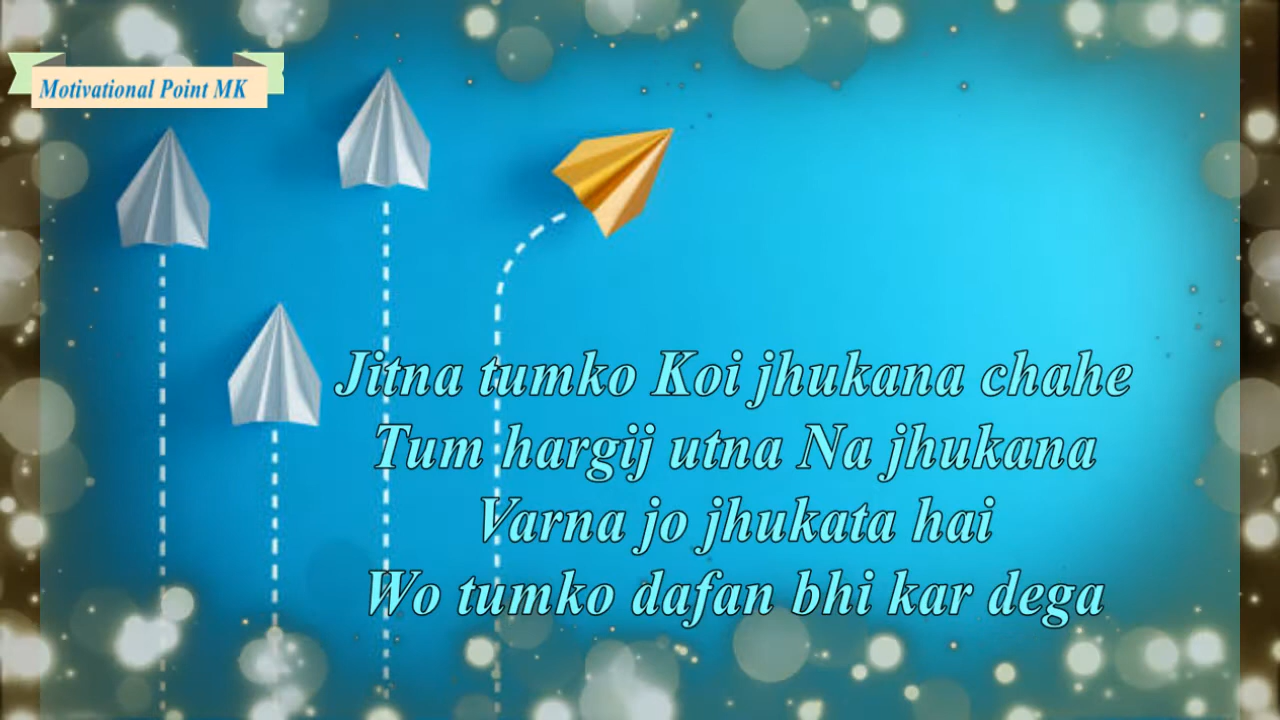 Motivational Point MK
Jitna tumko Koi jhukana chahe
Tum hargij utna Na jhukana
Varna jo jhukata hai
Wo tumko dafan bhi kar dega